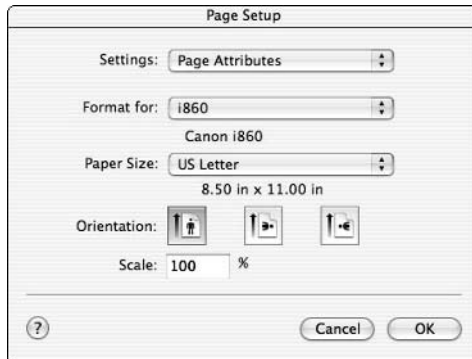 Page Setup
Settings: Page Attributes
Format for: i860
Canon i860
Paper Size: US Letter
8.50 in x 11.00 in
Orientation:
Scale: 100 %
? Cancel OK